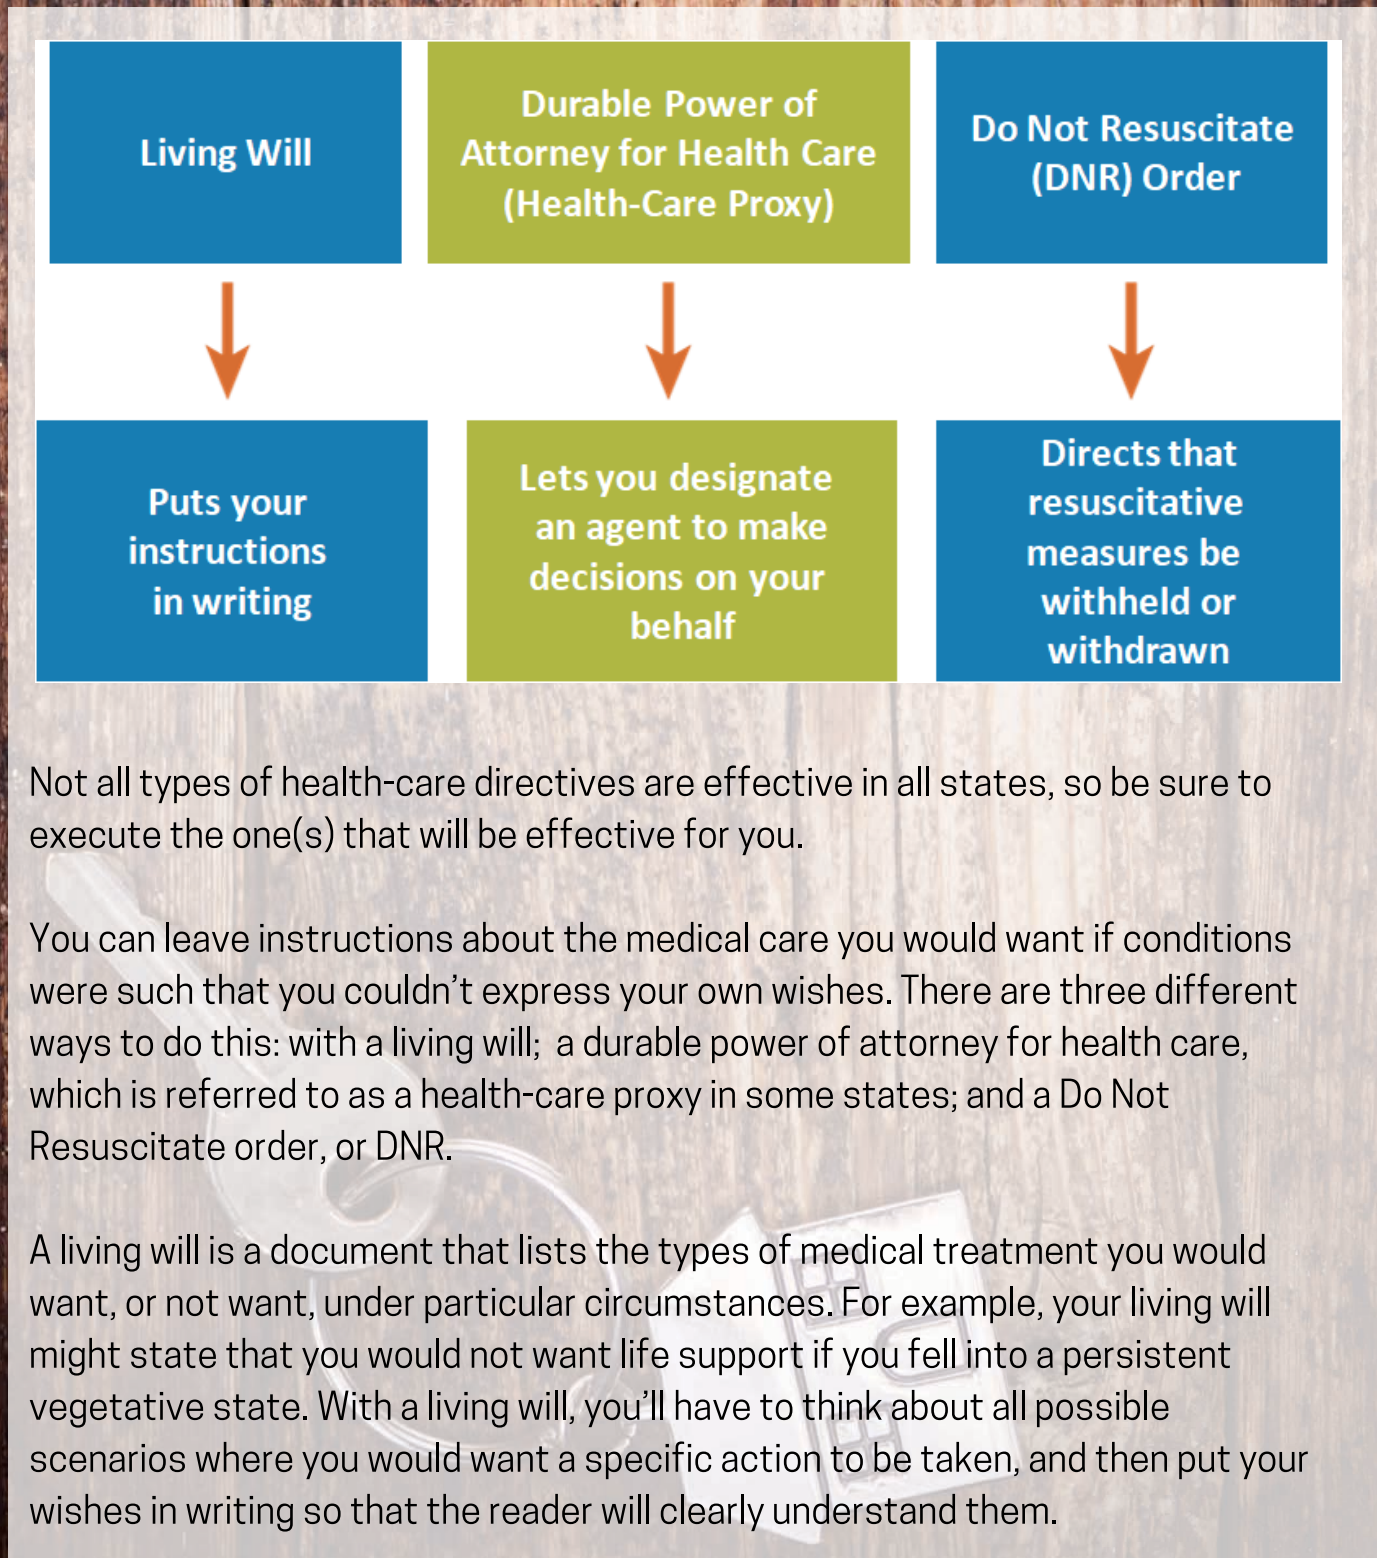 Living Will
Durable Power of
Attorney for Health Care
(Health-Care Proxy)
Do Not Resuscitate
(DNR) Order
Puts your
instructions
in writing
Lets you designate
an agent to make
decisions on your
behalf
Directs that
resuscitative
measures be
withheld or
withdrawn
Not all types of health-care directives are effective in all states, so be sure to
execute the one(s) that will be effective for you.
You can leave instructions about the medical care you would want if conditions
were such that you couldn’t express your own wishes. There are three different
ways to do this: with a living will;  a durable power of attorney for health care,
which is referred to as a health-care proxy in some states; and a Do Not
Resuscitate order, or DNR.
A living will is a document that lists the types of medical treatment you would
want, or not want, under particular circumstances. For example, your living will
might state that you would not want life support if you fell into a persistent
vegetative state. With a living will, you’ll have to think about all possible
scenarios where you would want a specific action to be taken, and then put your
wishes in writing so that the reader will clearly understand them.